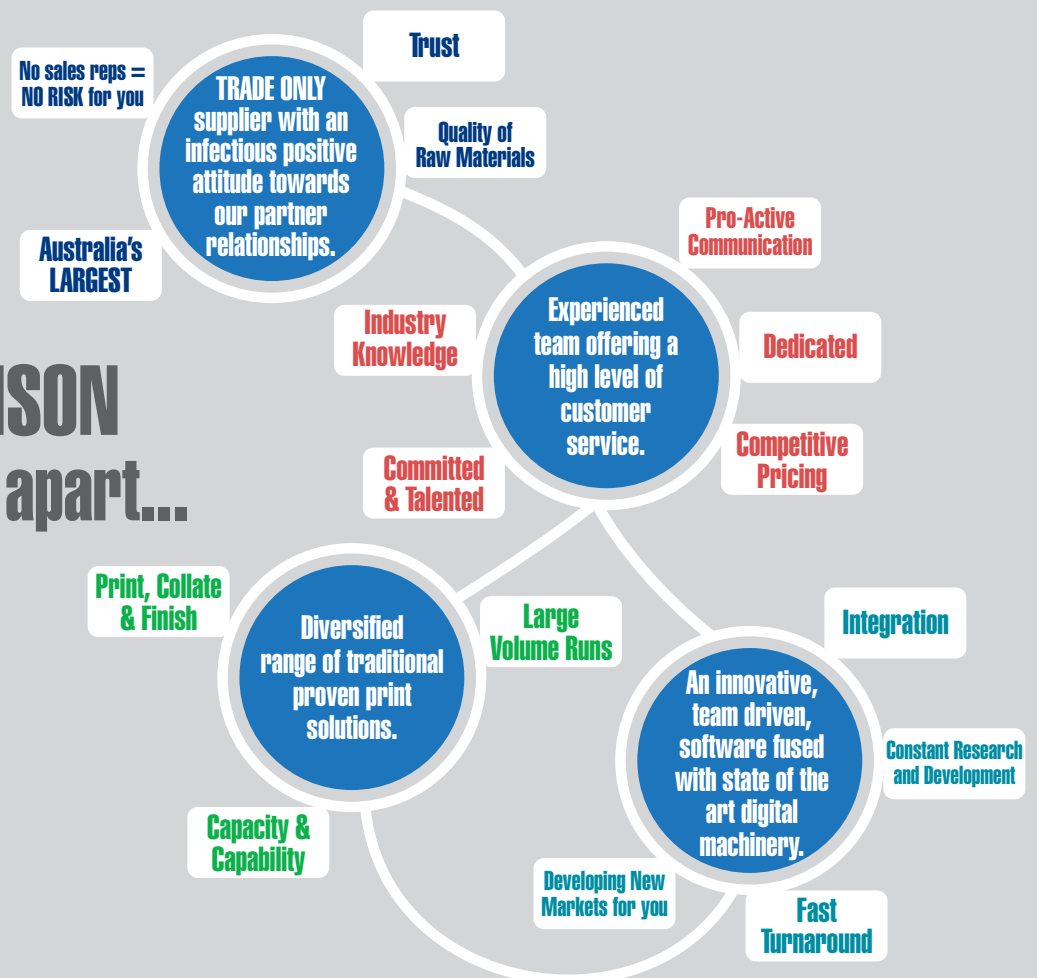 Trust
No sales reps =
NO RISK for you
TRADE ONLY
supplier with an
infectious positive
attitude towards
our partner
relationships.
Quality of
Raw Materials
Australia's
LARGEST
Pro-Active
Communication
Experienced
team offering a
high level of
customer
service.
Industry
Knowledge
Dedicated
Committed
& Talented
Competitive
Pricing
apart...
Print, Collate
& Finish
Diversified
range of traditional
proven print
solutions.
Large
Volume Runs
Capacity &
Capability
Integration
An innovative,
team driven,
software fused
with state of the
art digital
machinery.
Constant Research
and Development
Developing New
Markets for you
Fast
Turnaround